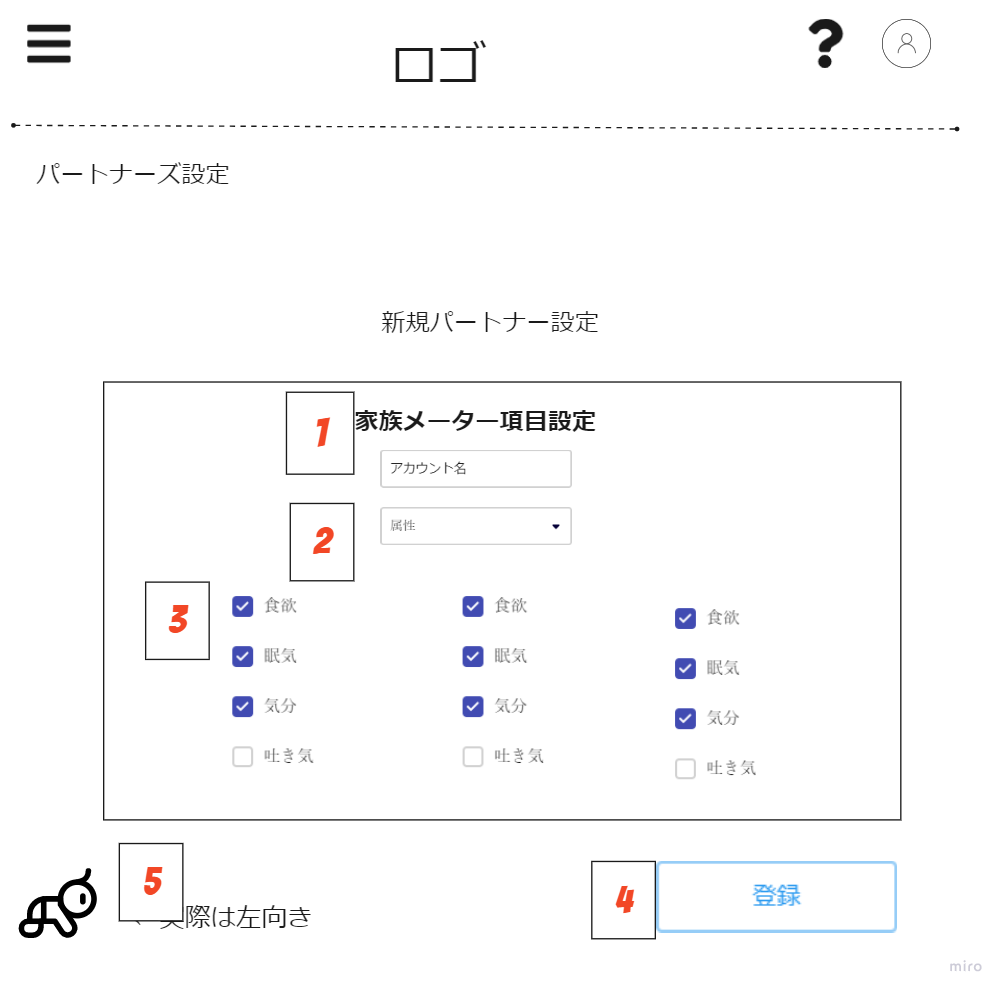 ロゴ
パートナーズ設定
新規パートナー設定
1
家族メーター項目設定
アカウント名
2
属性
3
食欲 食欲 食欲
眠気 眠気 眠気
気分 気分 気分
吐き気 吐き気 吐き気
5
実際は左向き
4
登録
miro